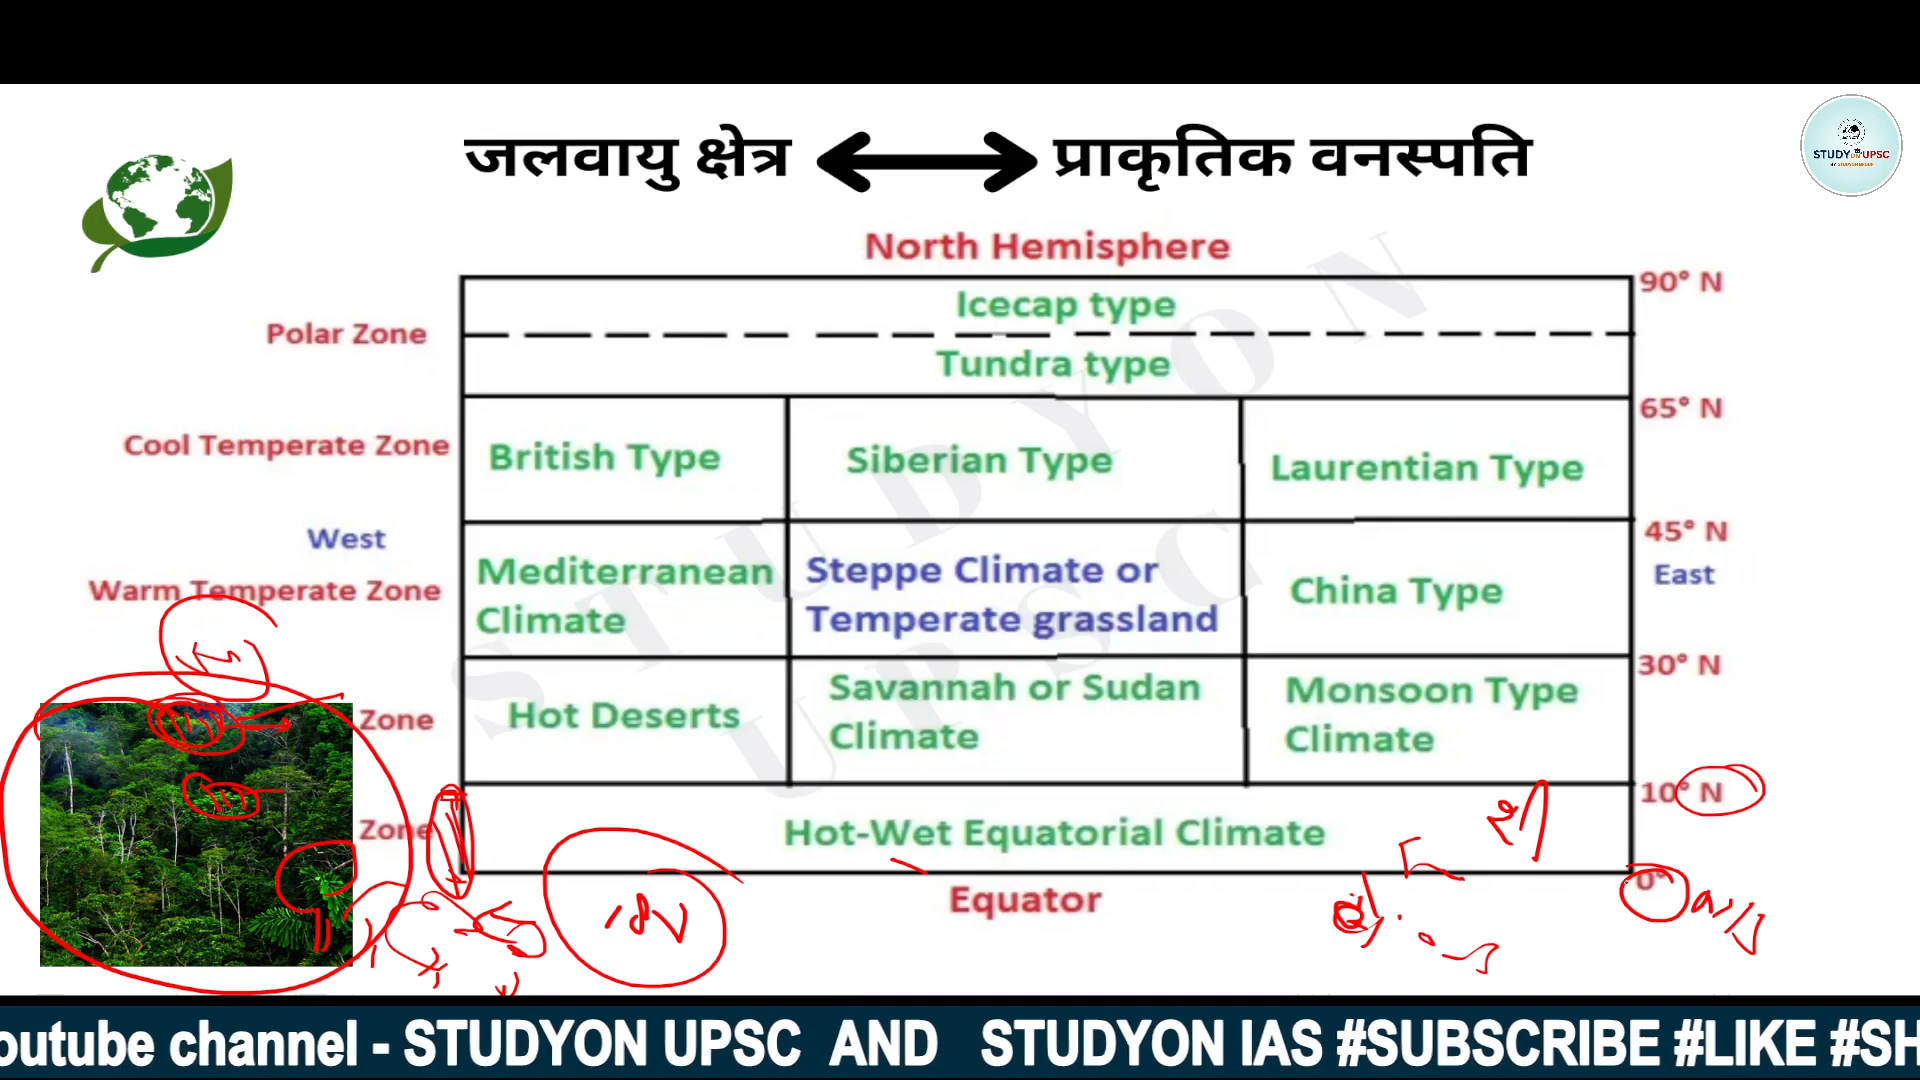 जलवायु क्षेत्र प्राकृतिक वनस्पति
STUDY ON UPSC
North Hemisphere
90° N
Icecap type
Polar Zone
Tundra type
65° N
Cool Temperate Zone
British Type
Siberian Type
Laurentian Type
45° N
West
East
Warm Temperate Zone
Mediterranean Climate
Steppe Climate or Temperate grassland
China Type
30° N
Zone
Hot Deserts
Savannah or Sudan Climate
Monsoon Type Climate
10° N
Zone
Hot-Wet Equatorial Climate
0°
Equator
STUDYON UPSC
outube channel - STUDYON UPSC AND STUDYON IAS #SUBSCRIBE #LIKE #SH